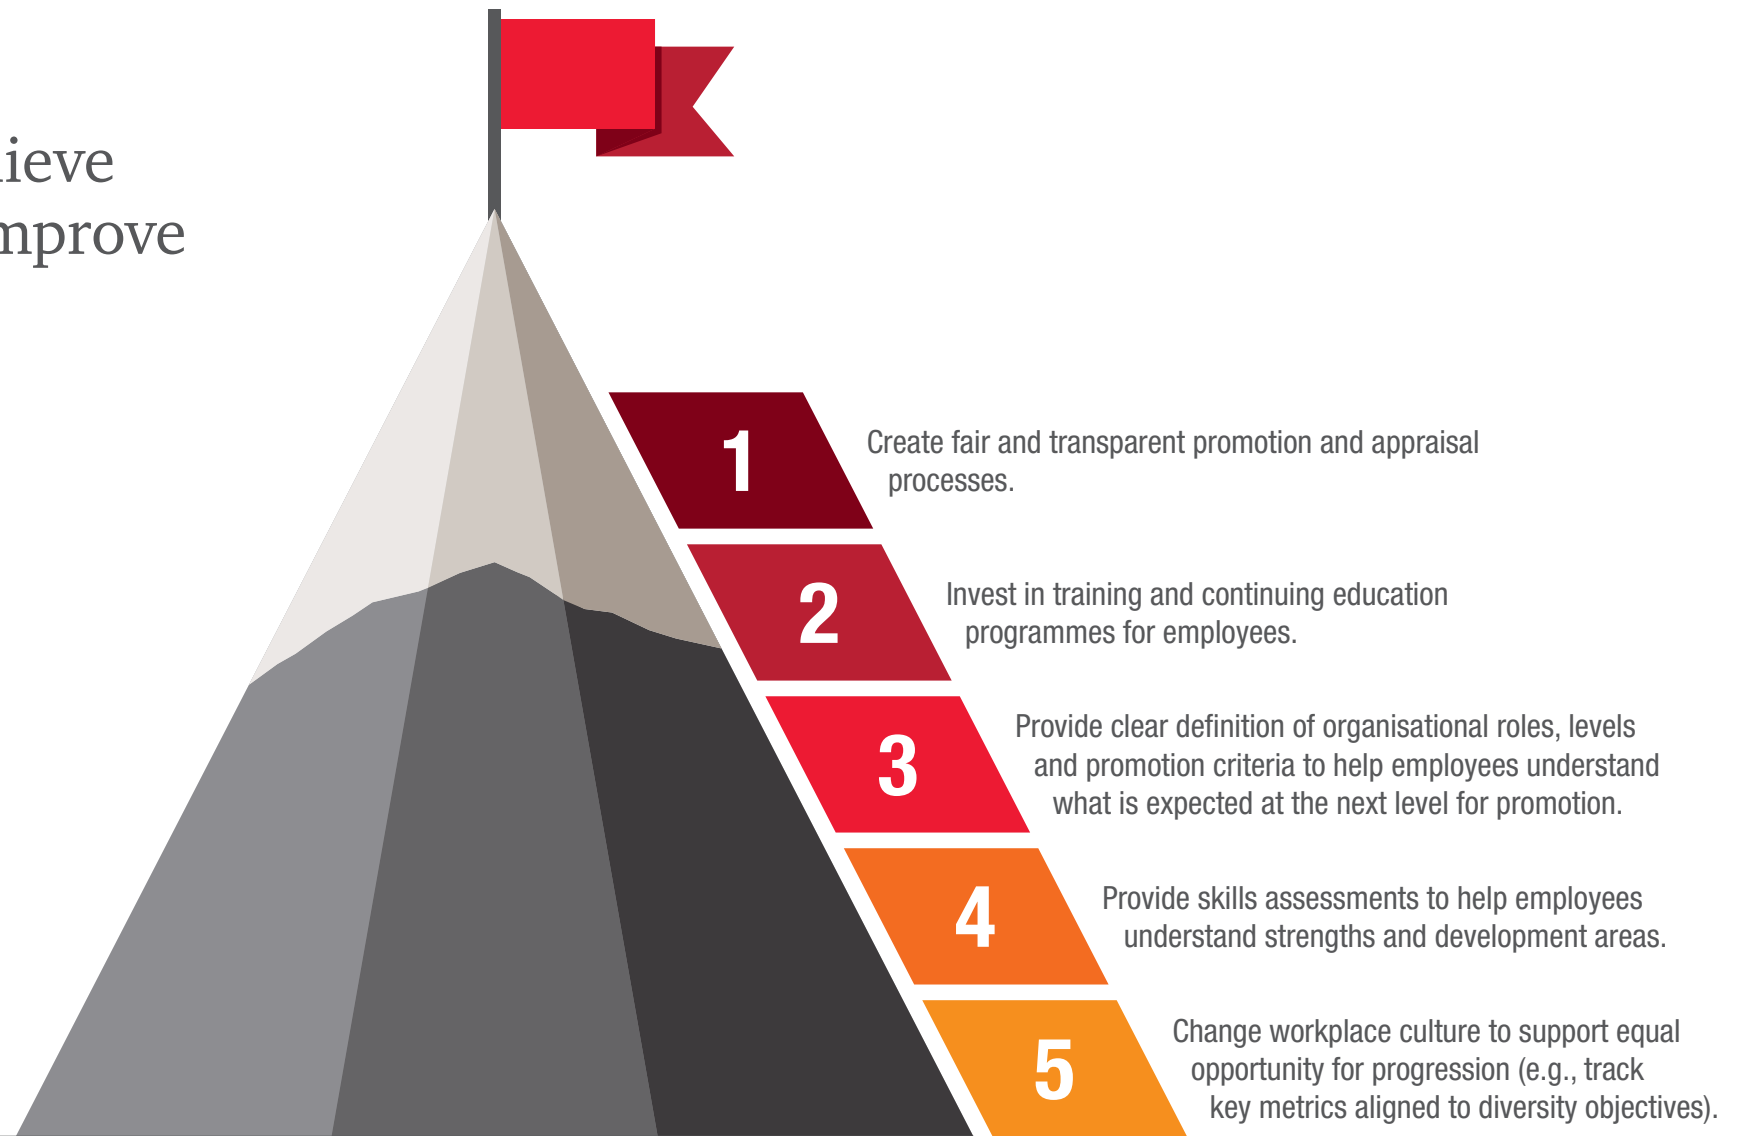 1
Create fair and transparent promotion and appraisal
processes.
2
Invest in training and continuing education
programmes for employees.
3
Provide clear definition of organisational roles, levels
and promotion criteria to help employees understand
what is expected at the next level for promotion.
4
Provide skills assessments to help employees
understand strengths and development areas.
5
Change workplace culture to support equal
opportunity for progression (e.g., track
key metrics aligned to diversity objectives).